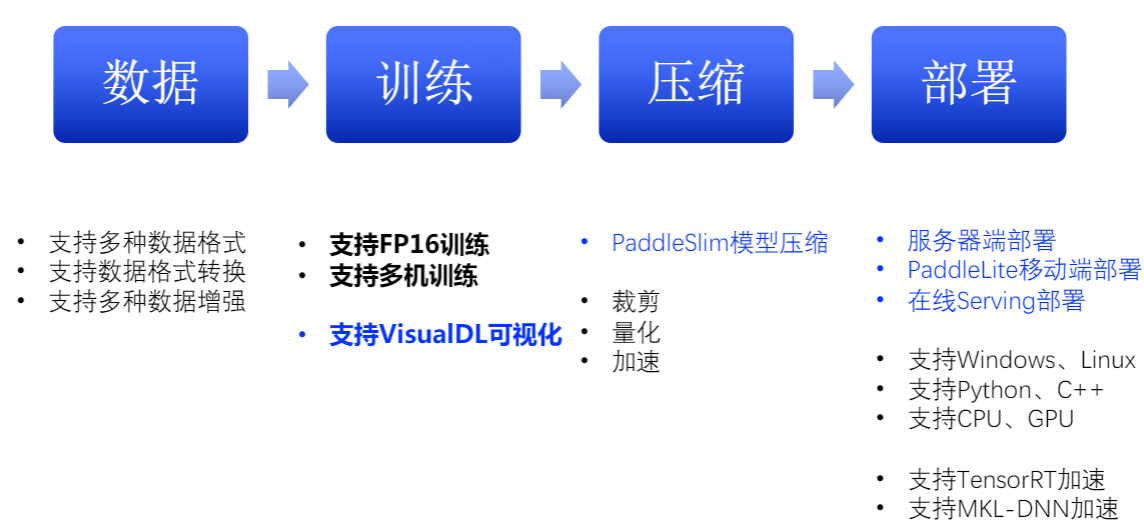 数据
训练
压缩
部署
• 支持多种数据格式
• 支持数据格式转换
• 支持多种数据增强
• 支持FP16训练
• 支持多机训练
• 支持VisualDL可视化
• PaddleSlim模型压缩
• 裁剪
• 量化
• 加速
• 服务器端部署
• PaddleLite移动端部署
• 在线Serving部署
• 支持Windows、Linux
• 支持Python、C++
• 支持CPU、GPU
• 支持TensorRT加速
• 支持MKL-DNN加速